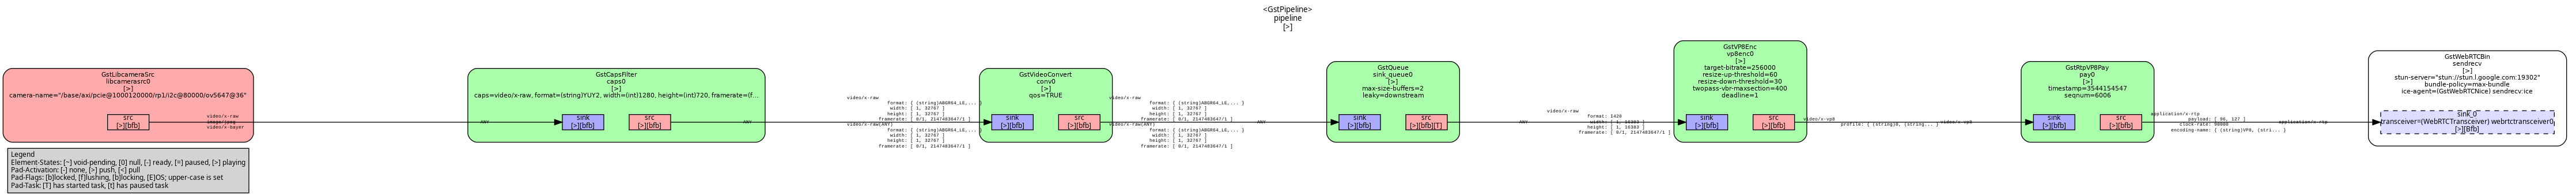 <GstPipeline>
pipeline
[>]
GstLibcameraSrc
libcamerasrc0
[>]
camera-name="/base/axi/pcie@1000120000/rp1/i2c@80000/ov5647@36"
src
[>][bfb]
video/x-raw
image/jpeg
video/x-bayer
ANY
GstCapsFilter
caps0
[>]
caps=video/x-raw, format=(string)YUY2, width=(int)1280, height=(int)720, framerate=(f…
sink
[>][bfb]
src
[>][bfb]
ANY
video/x-raw
format: { (string)ABGR64_LE,... }
width: [ 1, 32767 ]
height: [ 1, 32767 ]
framerate: [ 0/1, 2147483647/1 ]
video/x-raw(ANY)
format: { (string)ABGR64_LE,... }
width: [ 1, 32767 ]
height: [ 1, 32767 ]
framerate: [ 0/1, 2147483647/1 ]
GstVideoConvert
conv0
[>]
qos=TRUE
sink
[>][bfb]
src
[>][bfb]
video/x-raw
format: { (string)ABGR64_LE,... }
width: [ 1, 32767 ]
height: [ 1, 32767 ]
framerate: [ 0/1, 2147483647/1 ]
video/x-raw(ANY)
format: { (string)ABGR64_LE,... }
width: [ 1, 32767 ]
height: [ 1, 32767 ]
framerate: [ 0/1, 2147483647/1 ]
ANY
GstQueue
sink_queue0
[>]
max-size-buffers=2
leaky=downstream
sink
[>][bfb]
src
[>][bfb][T]
ANY
video/x-raw
format: I420
width: [ 1, 16383 ]
height: [ 1, 16383 ]
framerate: [ 0/1, 2147483647/1 ]
GstVP8Enc
vp8enc0
[>]
target-bitrate=256000
resize-up-threshold=60
resize-down-threshold=30
twopass-vbr-maxsection=400
deadline=1
sink
[>][bfb]
src
[>][bfb]
video/x-vp8
profile: { (string)0, (string... }
video/x-vp8
GstRtpVP8Pay
pay0
[>]
timestamp=3544154547
seqnum=6006
sink
[>][bfb]
src
[>][bfb]
application/x-rtp
payload: [ 96, 127 ]
clock-rate: 90000
encoding-name: { (string)VP8, (stri... }
application/x-rtp
GstWebRTCBin
sendrecv
[>]
stun-server="stun://stun.l.google.com:19302"
bundle-policy=max-bundle
ice-agent=(GstWebRTCNice) sendrecv:ice
sink_0
transceiver=(WebRTCTransceiver) webrtctransceiver0
[>][Bfb]
Legend
Element-States: [~] void-pending, [0] null, [-] ready, [=] paused, [>] playing
Pad-Activation: [-] none, [>] push, [<] pull
Pad-Flags: [b]locked, [f]lushing, [b]locking, [E]OS; upper-case is set
Pad-Task: [T] has started task, [t] has paused task